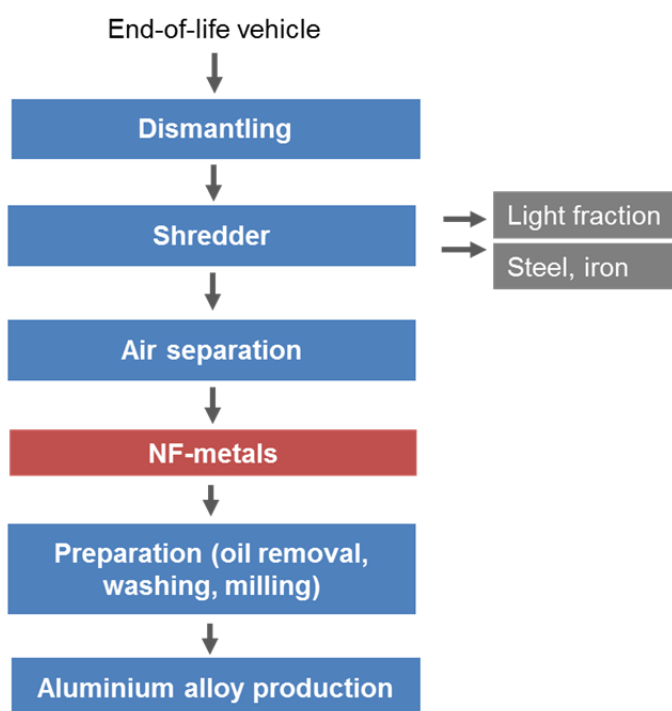 End-of-life vehicle
Dismantling
Shredder
Light fraction
Steel, iron
Air separation
NF-metals
Preparation (oil removal,
washing, milling)
Aluminium alloy production